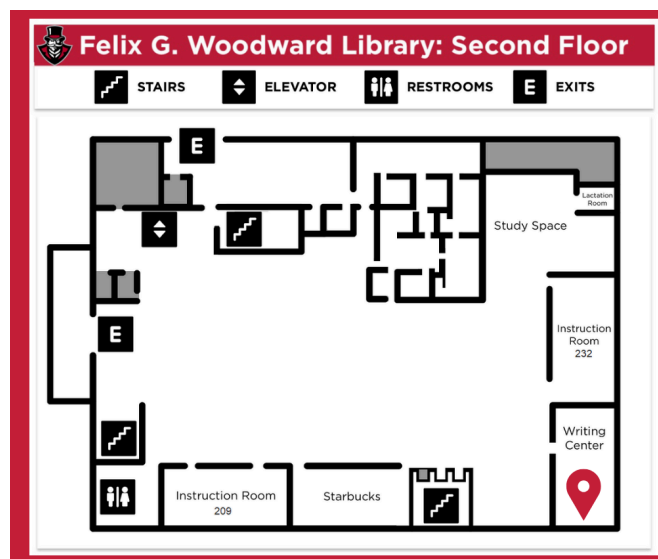 Felix G. Woodward Library: Second Floor
STAIRS
ELEVATOR
RESTROOMS
E
EXITS
E
Lactation
Room
Study Space
E
Instruction
Room
232
Writing
Center
Instruction Room
209
Starbucks